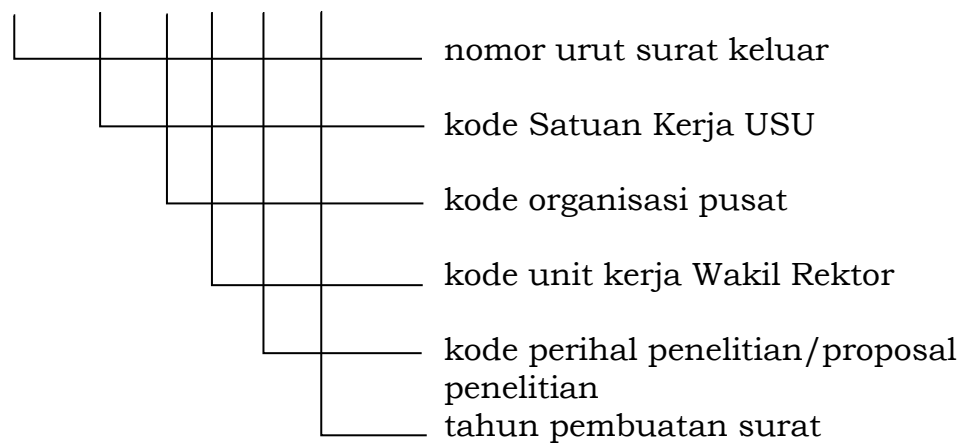 nomor urut surat keluar
kode Satuan Kerja USU
kode organisasi pusat
kode unit kerja Wakil Rektor
kode perihal penelitian/proposal
penelitian
tahun pembuatan surat